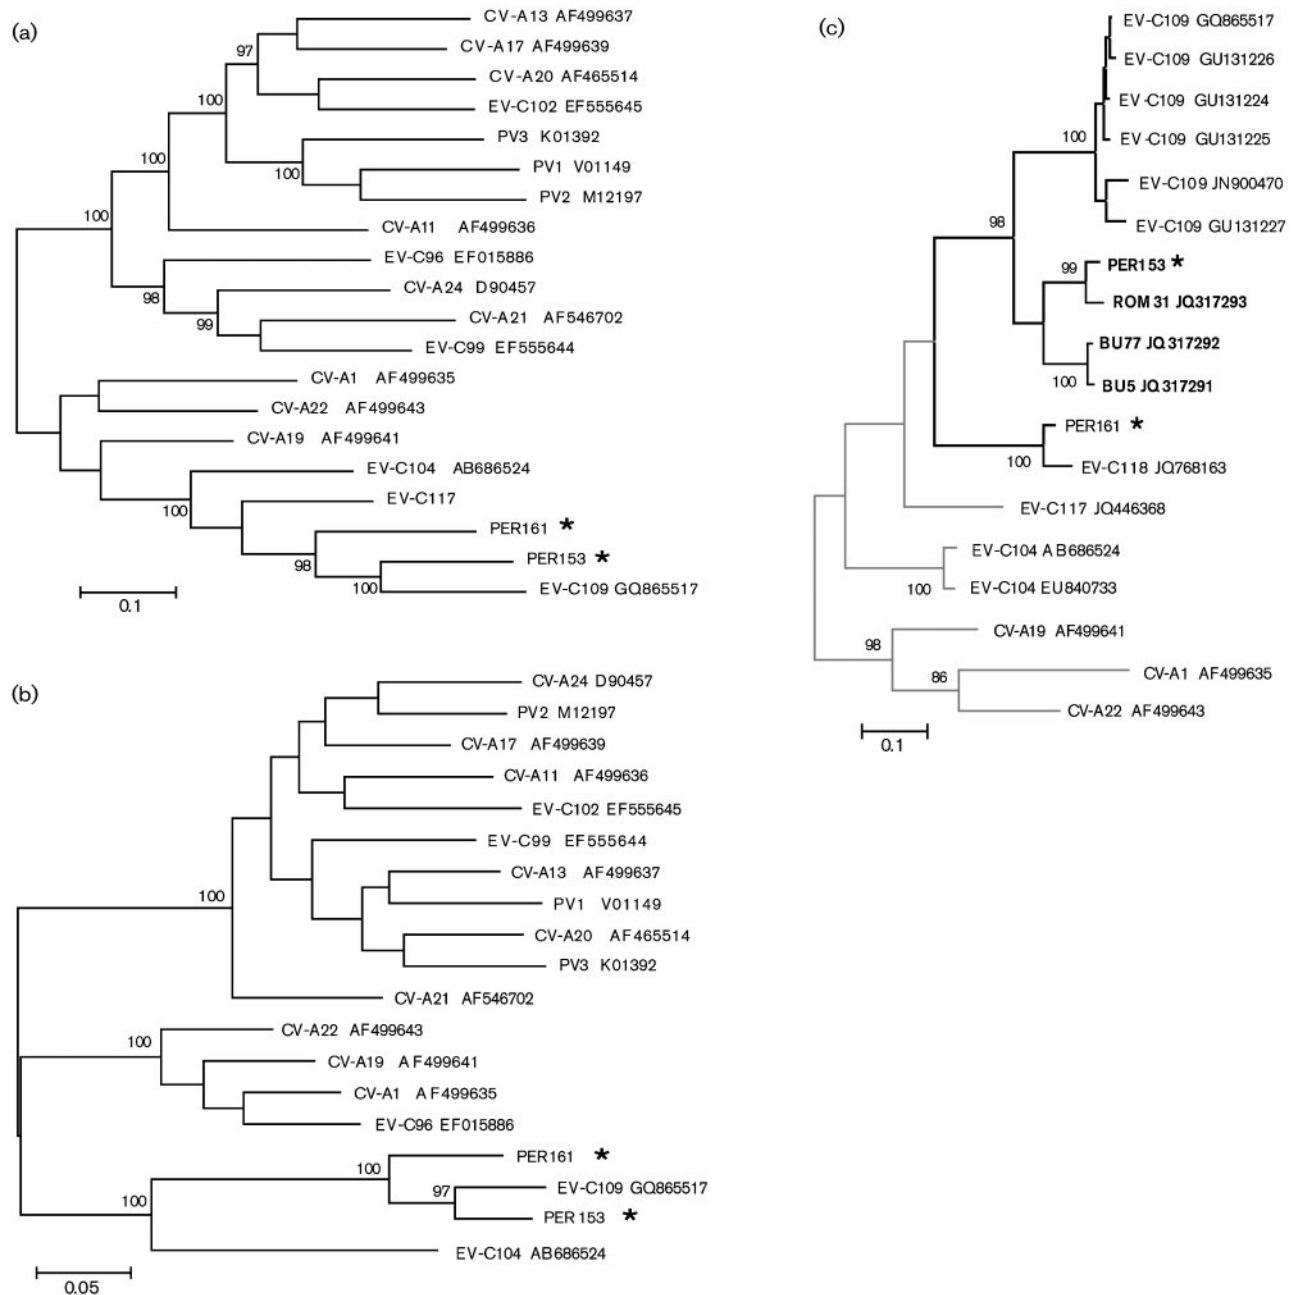 (a)
CV-A13 AF499637
97
CV-A17 AF499639
CV-A20 AF465514
100
EV-C102 EF555645
PV3 K01392
100
PV1 V01149
100
PV2 M12197
100
CV-A11 AF499636
EV-C96 EF015886
CV-A24 D90457
98
CV-A21 AF546702
99
EV-C99 EF555644
CV-A1 AF499635
CV-A22 AF499643
CV-A19 AF499641
EV-C104 AB686524
EV-C117
100
PER161 *
PER153 *
98
100
EV-C109 GQ865517
0.1
(b)
CV-A24 D90457
PV2 M12197
CV-A17 AF499639
CV-A11 AF499636
EV-C102 EF555645
EV-C99 EF555644
CV-A13 AF499637
100
PV1 V01149
CV-A20 AF465514
PV3 K01392
CV-A21 AF546702
CV-A22 AF499643
100
CV-A19 AF499641
CV-A1 AF499635
EV-C96 EF015886
PER161 *
100
EV-C109 GQ865517
97
100
PER153 *
EV-C104 AB686524
0.05
(c)
EV-C109 GQ865517
EV-C109 GU131226
EV-C109 GU131224
100
EV-C109 GU131225
EV-C109 JN900470
98
EV-C109 GU131227
99
PER153 *
ROM31 JQ317293
BU77 JQ317292
100
BU5 JQ317291
PER161 *
100
EV-C118 JQ768163
EV-C117 JQ446368
EV-C104 AB686524
100
EV-C104 EU840733
98
CV-A19 AF499641
86
CV-A1 AF499635
CV-A22 AF499643
0.1